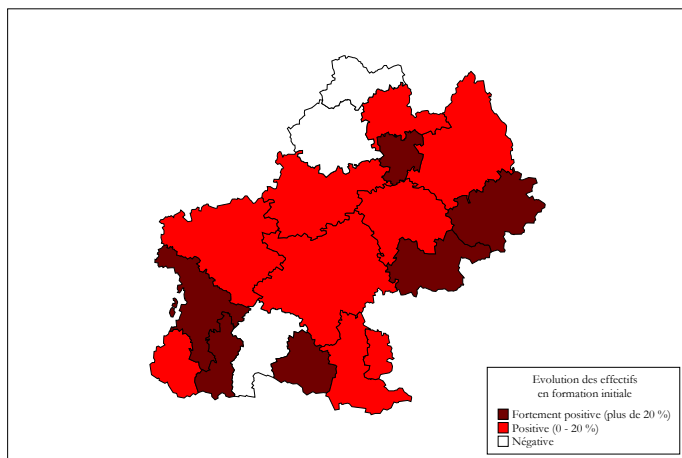 Evolution des effectifs
en formation initiale
Fortement positive (plus de 20 %)
Positive (0 - 20 %)
Négative